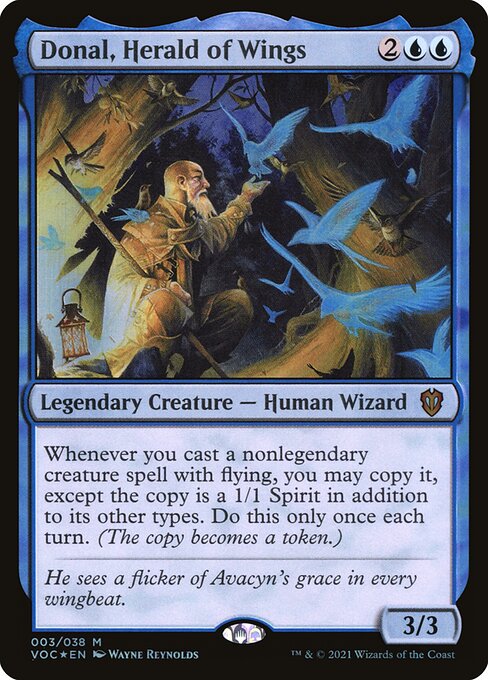 Donal, Herald of Wings 2
Legendary Creature — Human Wizard
Whenever you cast a nonlegendary
creature spell with flying, you may copy it,
except the copy is a 1/1 Spirit in addition
to its other types. Do this only once each
turn. (The copy becomes a token.)
He sees a flicker of Avacyn's grace in every
wingbeat.
3/3
003/038 M
VOC★EN Wayne Reynolds
™ & © 2021 Wizards of the Coast